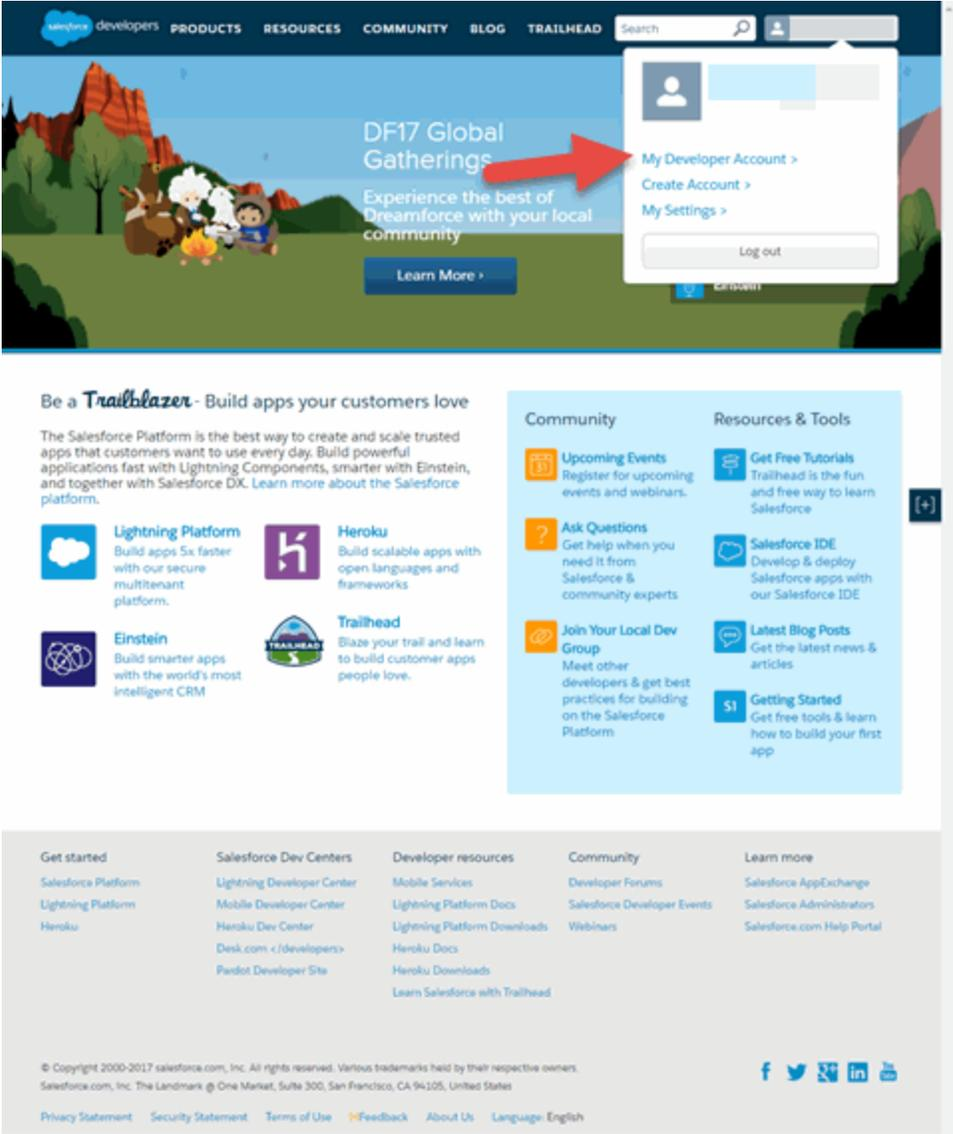 salesforce developers PRODUCTS RESOURCES COMMUNITY BLOG TRAILHEAD Search
DF17 Global
Gatherings
Experience the best of
Dreamforce with your local
community
Learn More ›
My Developer Account >
Create Account >
My Settings >
Log out
Einstein
Be a Trailblazer - Build apps your customers love
The Salesforce Platform is the best way to create and scale trusted
apps that customers want to use every day. Build powerful
applications fast with Lightning Components, smarter with Einstein,
and together with Salesforce DX. Learn more about the Salesforce
platform.
Lightning Platform
Build apps 5x faster
with our secure
multitenant
platform.
Heroku
Build scalable apps with
open languages and
frameworks
Einstein
Build smarter apps
with the world's most
intelligent CRM
TRAILHEAD
Trailhead
Blaze your trail and learn
to build customer apps
people love.
Community
31
Upcoming Events
Register for upcoming
events and webinars.
?
Ask Questions
Get help when you
need it from
Salesforce &
community experts
Join Your Local Dev
Group
Meet other
developers & get best
practices for building
on the Salesforce
Platform
Resources & Tools
Get Free Tutorials
Trailhead is the fun
and free way to learn
Salesforce
Salesforce IDE
Develop & deploy
Salesforce apps with
our Salesforce IDE
Latest Blog Posts
Get the latest news &
articles
S1
Getting Started
Get free tools & learn
how to build your first
app
[+]
Get started
Salesforce Platform
Lightning Platform
Heroku
Salesforce Dev Centers
Lightning Developer Center
Mobile Developer Center
Heroku Dev Center
Desk.com </developers>
Pardot Developer Site
Developer resources
Mobile Services
Lightning Platform Docs
Lightning Platform Downloads
Heroku Docs
Heroku Downloads
Learn Salesforce with Trailhead
Community
Developer Forums
Salesforce Developer Events
Webinars
Learn more
Salesforce AppExchange
Salesforce Administrators
Salesforce.com Help Portal
© Copyright 2000-2017 salesforce.com, Inc. All rights reserved. Various trademarks held by their respective owners.
Salesforce.com, Inc. The Landmark @ One Market, Suite 300, San Francisco, CA 94105, United States
Privacy Statement Security Statement Terms of Use Feedback About Us Language: English
f g+ in You Tube